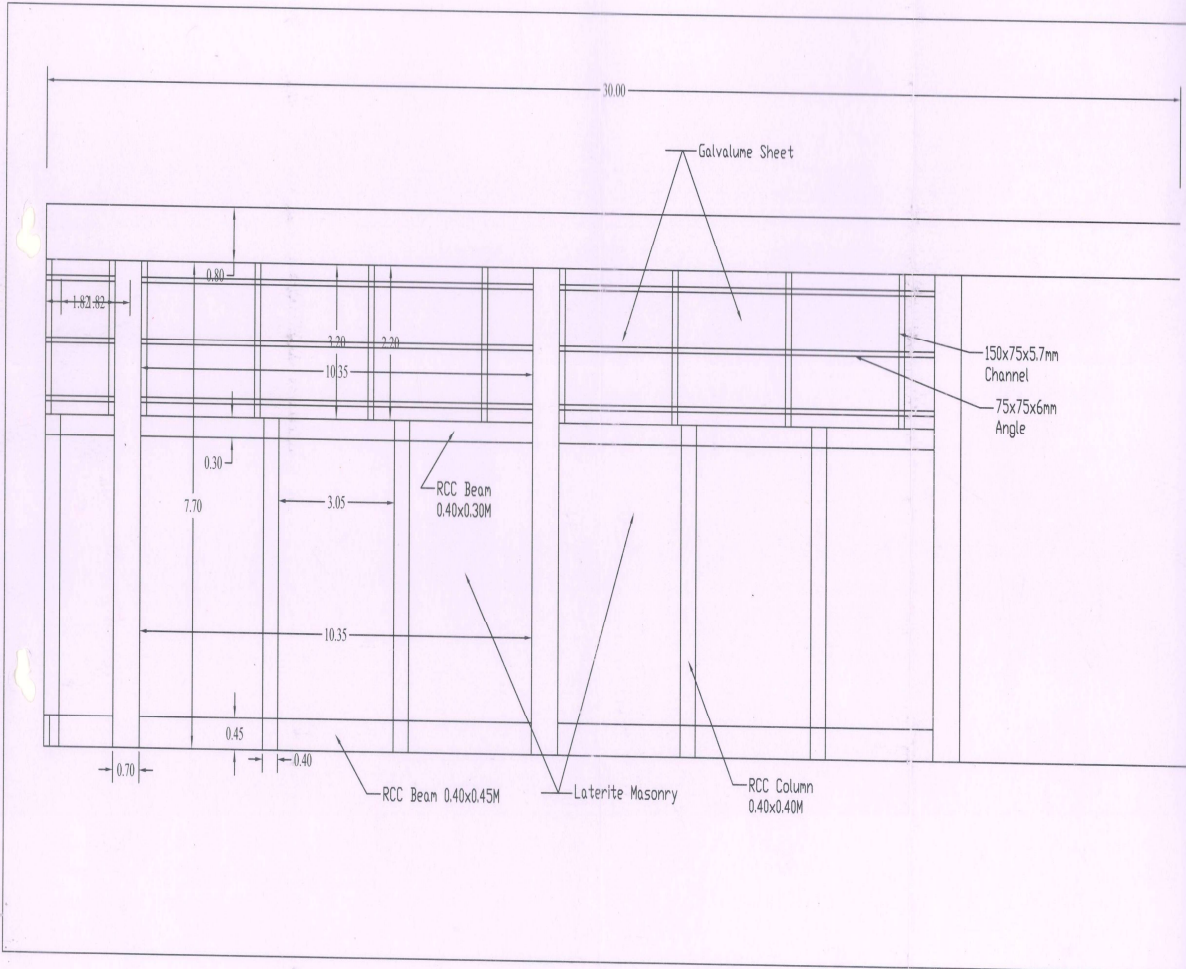 30.00
Galvalume Sheet
0.80
1.82
1.82
2.20
10.35
150x75x5.7mm
Channel
75x75x6mm
Angle
0.30
7.70
3.05
RCC Beam
0.40x0.30M
10.35
0.45
0.40
0.70
RCC Beam 0.40x0.45M
Laterite Masonry
RCC Column
0.40x0.40M